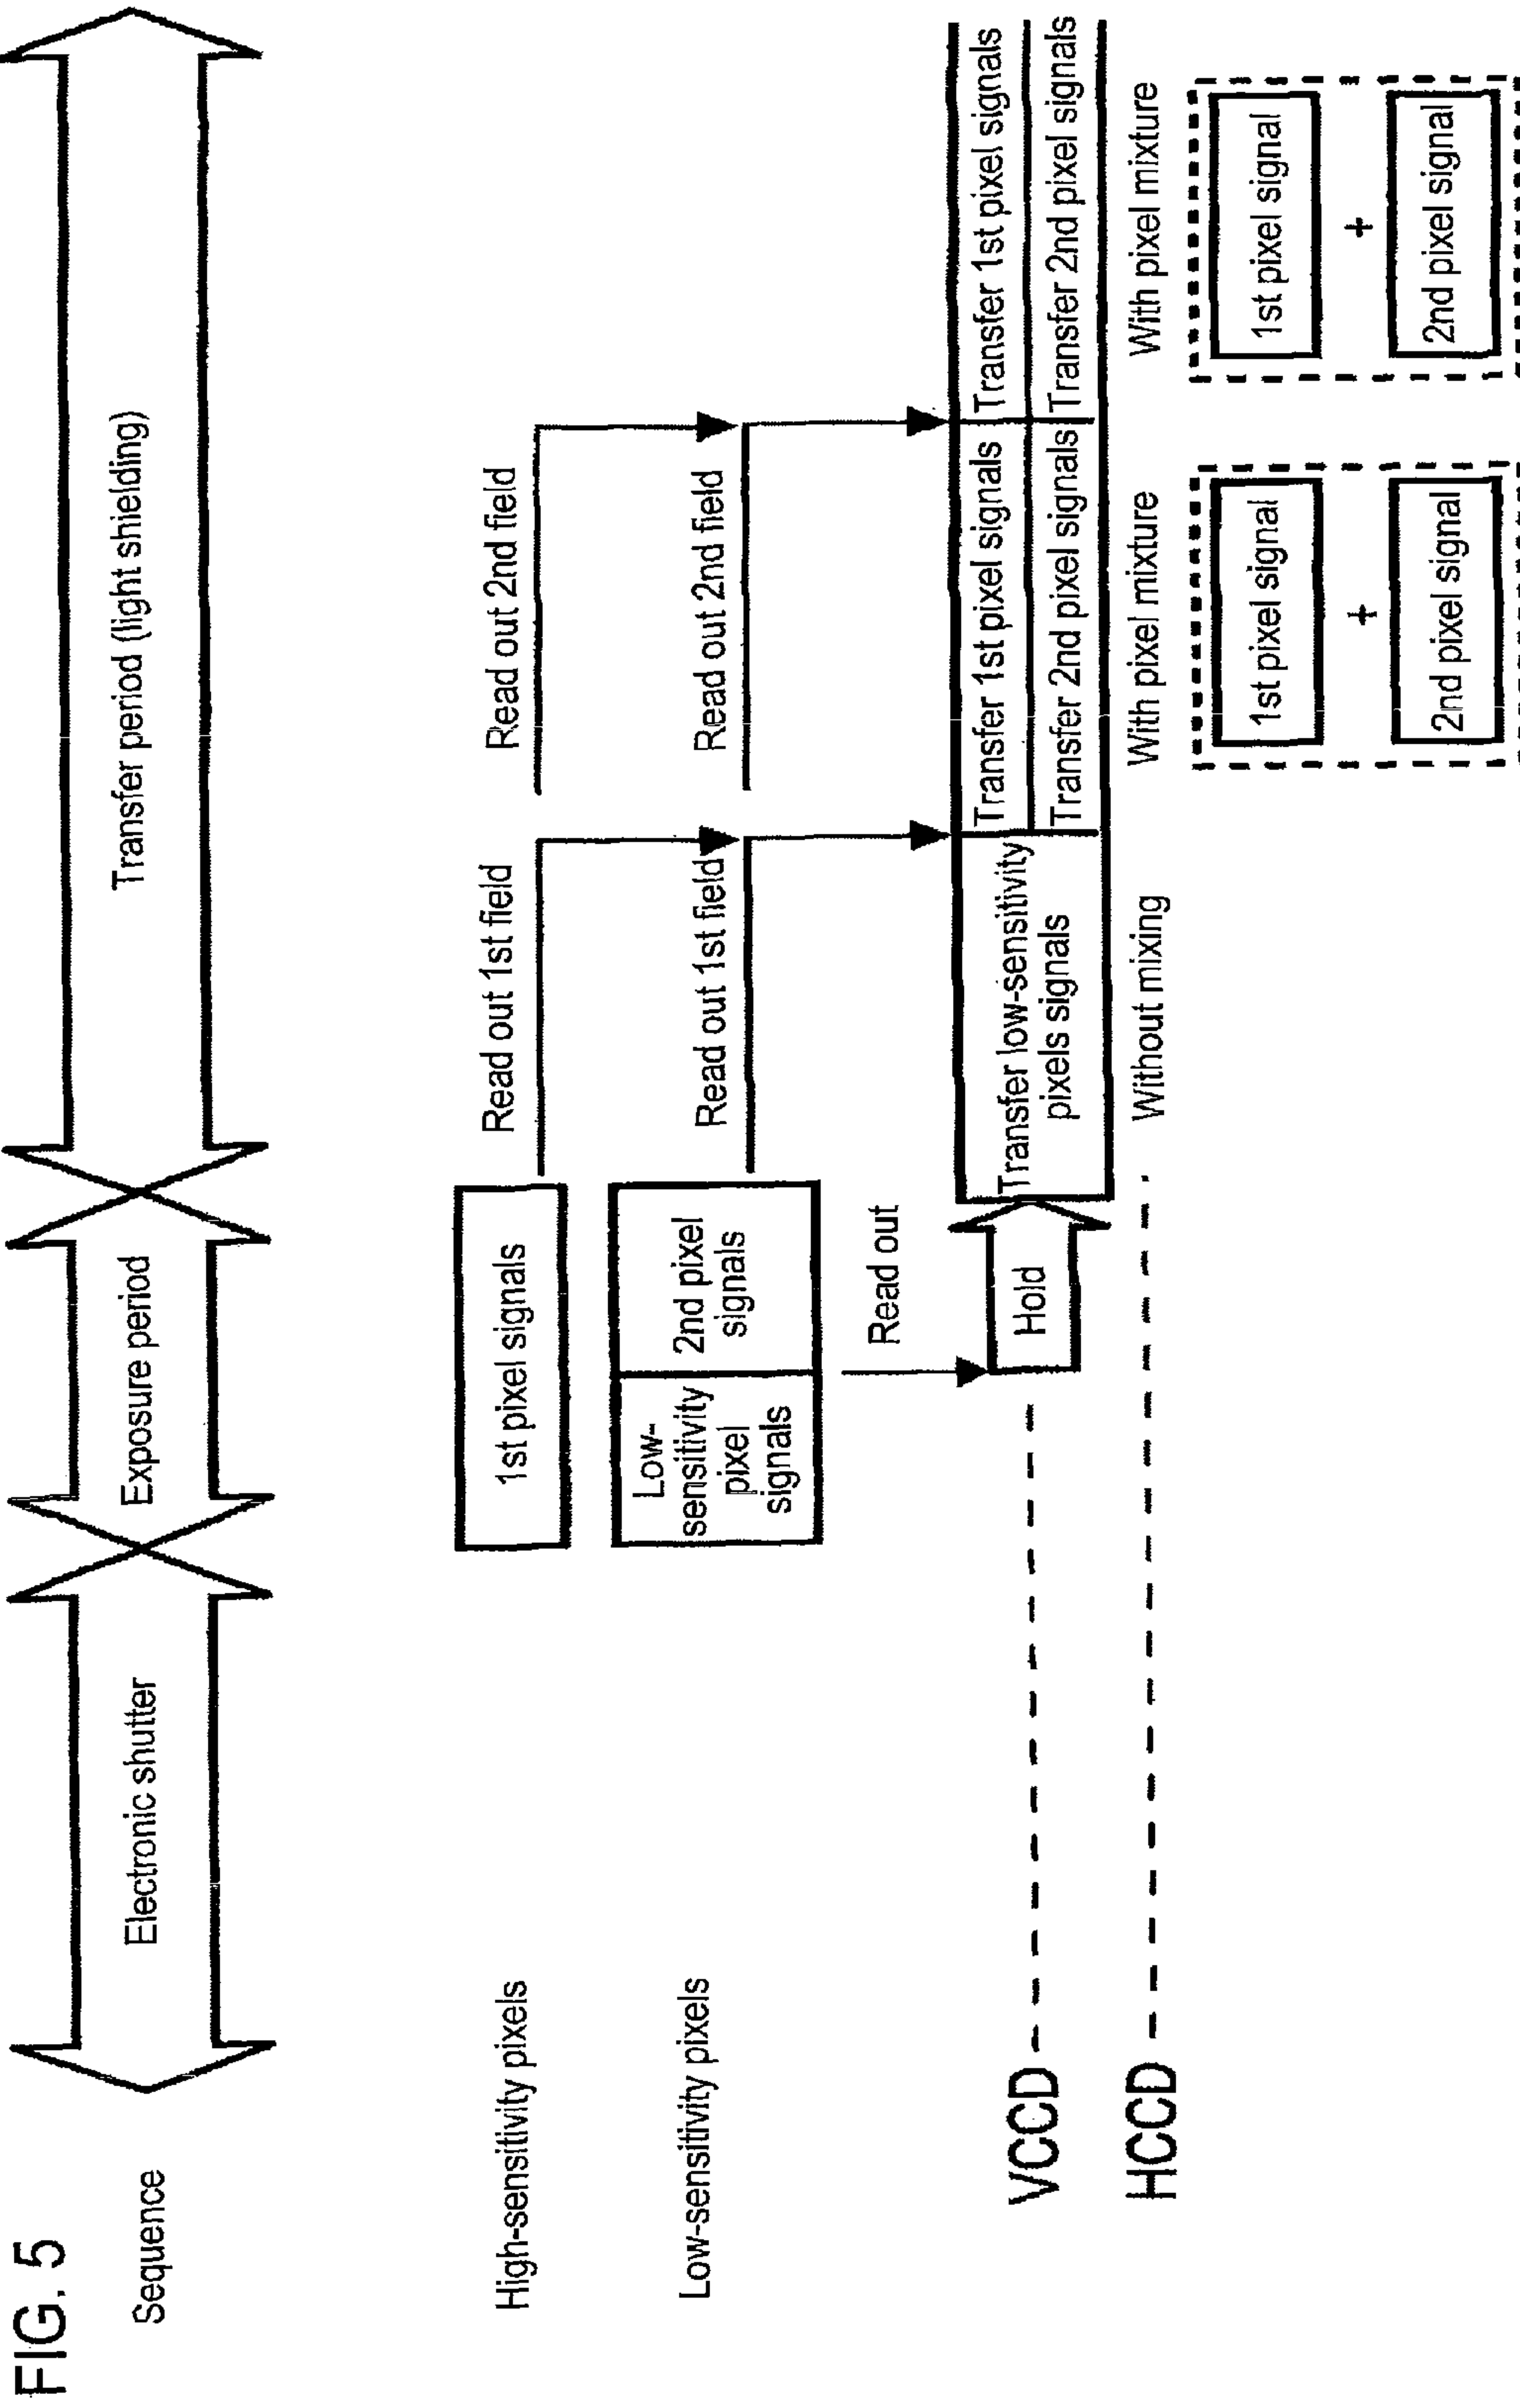 FIG. 5
Sequence
Electronic shutter
Exposure period
Transfer period (light shielding)
High-sensitivity pixels
1st pixel signals
Read out 1st field
Read out 2nd field
Low-sensitivity pixels
Low-
sensitivity
pixel
signals
2nd pixel
signals
Read out 1st field
Read out 2nd field
Read out
VCCD
Hold
Transfer low-sensitivity
pixels signals
Transfer 1st pixel signals
Transfer 2nd pixel signals
Transfer 1st pixel signals
Transfer 2nd pixel signals
HCCD
Without mixing
With pixel mixture
With pixel mixture
1st pixel signal
+
2nd pixel signal
1st pixel signal
+
2nd pixel signal